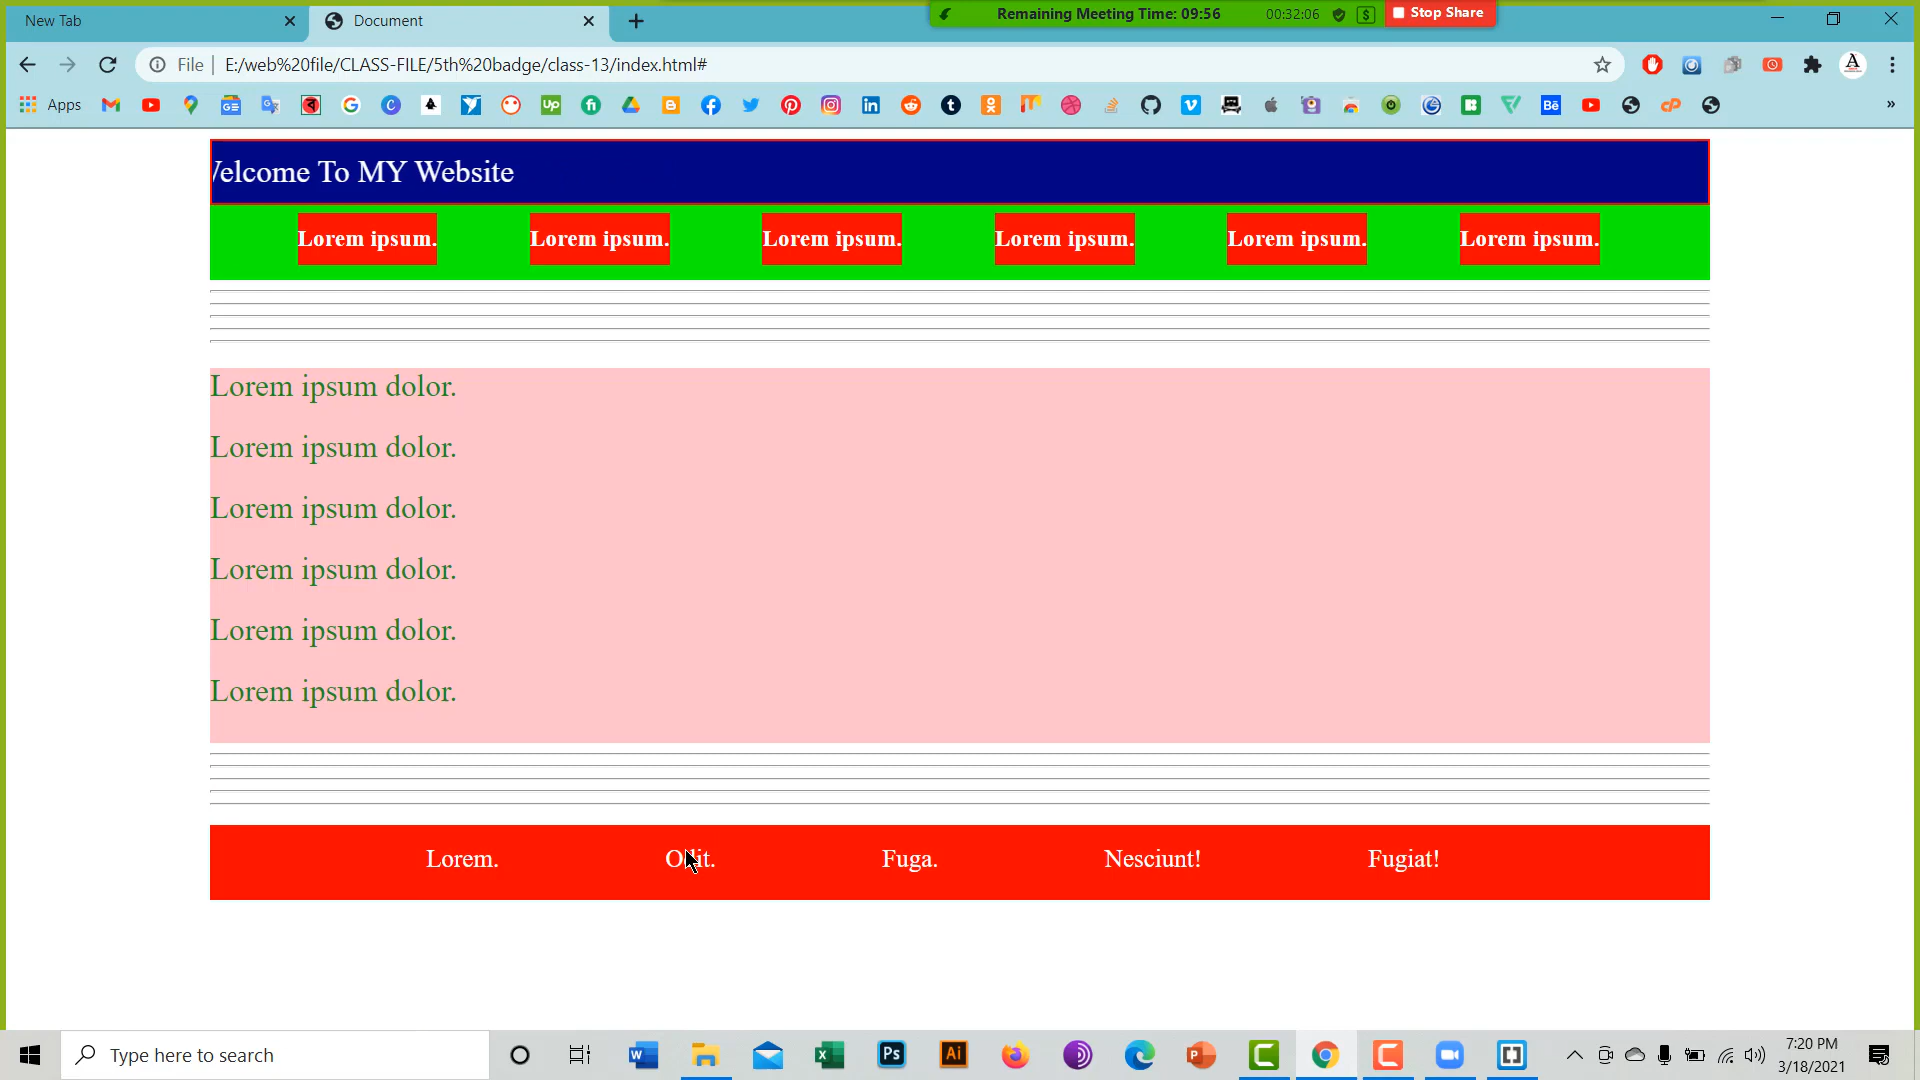 New Tab
Document
Remaining Meeting Time: 09:56
00:32:06
Stop Share
File
E:/web%20file/CLASS-FILE/5th%20badge/class-13/index.html#
Apps
elcome To MY Website
Lorem ipsum. Lorem ipsum. Lorem ipsum. Lorem ipsum. Lorem ipsum. Lorem ipsum.
Lorem ipsum dolor.
Lorem ipsum dolor.
Lorem ipsum dolor.
Lorem ipsum dolor.
Lorem ipsum dolor.
Lorem ipsum dolor.
Lorem. Odit. Fuga. Nesciunt! Fugiat!
Type here to search
7:20 PM
3/18/2021